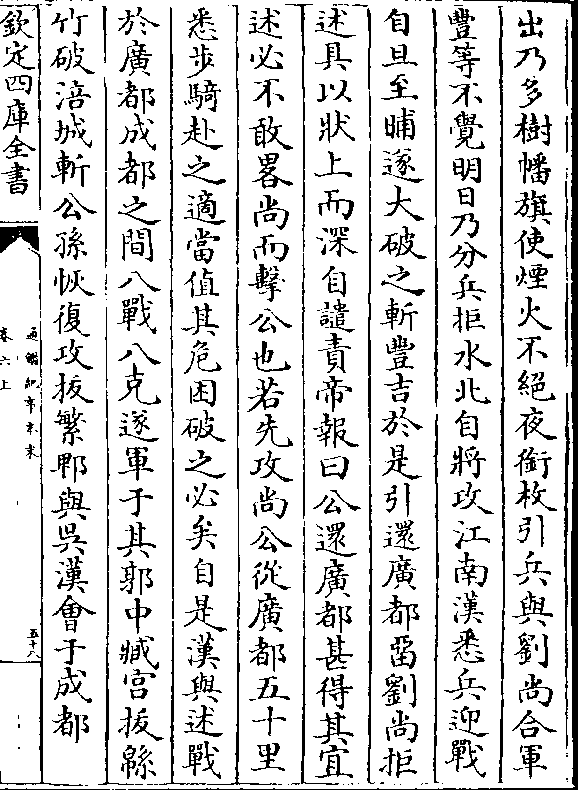 出乃多樹幡旗使煙火不絕夜銜枚引兵與劉尚合軍
豐等不覺明日乃分兵拒水北自將攻江南漢悉兵迎戰
自旦至晡遂大破之斬豐吉於是引還廣都畱劉尚拒
述具以狀上而深自譴責帝報曰公還廣都甚得其宜
述必不敢畧尚而擊公也若先攻尚公從廣都五十里
悉步騎赴之適當值其危困破之必矣自是漢與述戰
於廣都成都之間八戰八克遂軍于其郭中臧宫拔緜
竹破涪城斬公孫恢復攻拔繁郫與吳漢會于成都
欽定四庫全書
通鑑紀事本末
卷六上
五十八